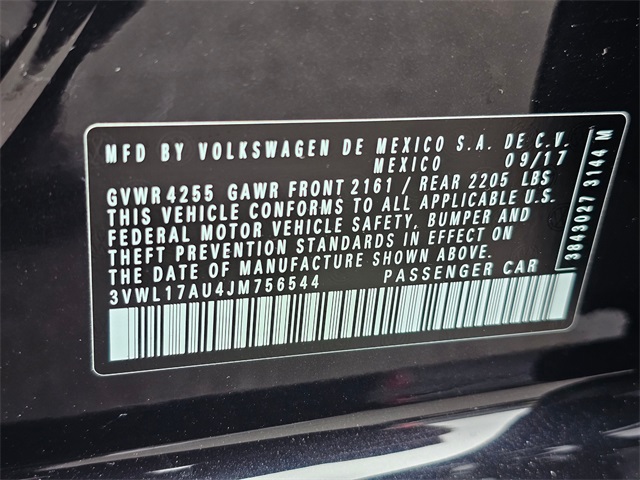 MFD BY VOLKSWAGEN DE MEXICO S.A. DE C.V.
MEXICO 09/17
GVWR 4255 GAWR FRONT 2161 / REAR 2205 LBS
THIS VEHICLE CONFORMS TO ALL APPLICABLE U.S.
FEDERAL MOTOR VEHICLE SAFETY, BUMPER AND
THEFT PREVENTION STANDARDS IN EFFECT ON
THE DATE OF MANUFACTURE SHOWN ABOVE.
3VWL17AU4JM756544 PASSENGER CAR
3843027 3144 M